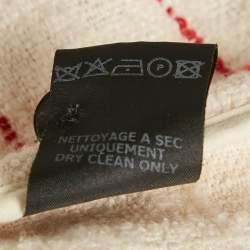 NETTOYAGE A SEC
UNIQUEMENT
DRY CLEAN ONLY